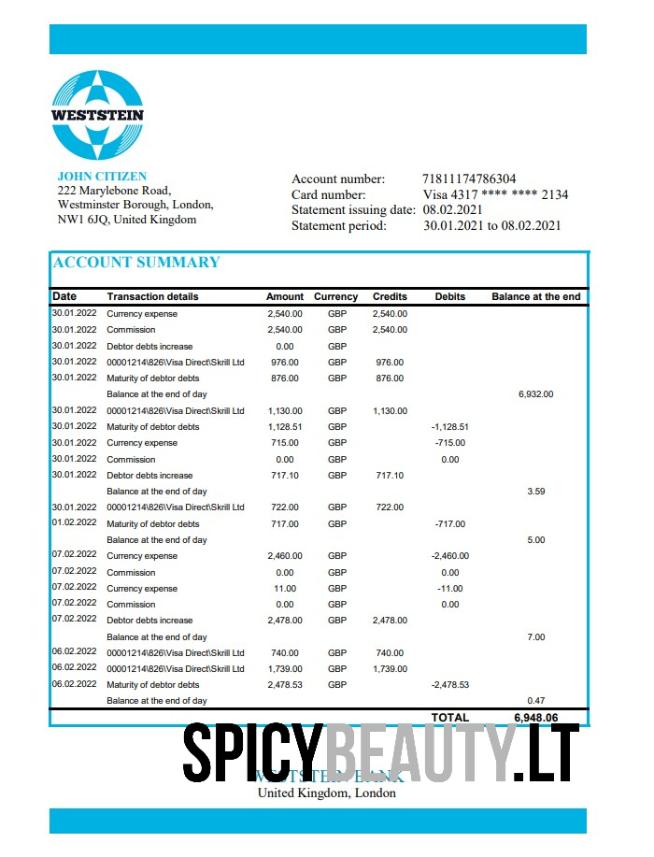 WESTSTEIN
JOHN CITIZEN
222 Marylebone Road,
Westminster Borough, London,
NW1 6JQ, United Kingdom
Account number: 71811174786304
Card number: Visa 4317 **** **** 2134
Statement issuing date: 08.02.2021
Statement period: 30.01.2021 to 08.02.2021
ACCOUNT SUMMARY
Date Transaction details Amount Currency Credits Debits Balance at the end
30.01.2022 Currency expense 2,540.00 GBP 2,540.00
30.01.2022 Commission 2,540.00 GBP 2,540.00
30.01.2022 Debtor debts increase 0.00 GBP
30.01.2022 00001214\826\Visa Direct\Skrill Ltd 976.00 GBP 976.00
30.01.2022 Maturity of debtor debts 876.00 GBP 876.00
Balance at the end of day 6,932.00
30.01.2022 00001214\826\Visa Direct\Skrill Ltd 1,130.00 GBP 1,130.00
30.01.2022 Maturity of debtor debts 1,128.51 GBP -1,128.51
30.01.2022 Currency expense 715.00 GBP -715.00
30.01.2022 Commission 0.00 GBP 0.00
30.01.2022 Debtor debts increase 717.10 GBP 717.10
Balance at the end of day 3.59
30.01.2022 00001214\826\Visa Direct\Skrill Ltd 722.00 GBP 722.00
01.02.2022 Maturity of debtor debts 717.00 GBP -717.00
Balance at the end of day 5.00
07.02.2022 Currency expense 2,460.00 GBP -2,460.00
07.02.2022 Commission 0.00 GBP 0.00
07.02.2022 Currency expense 11.00 GBP -11.00
07.02.2022 Commission 0.00 GBP 0.00
07.02.2022 Debtor debts increase 2,478.00 GBP 2,478.00
Balance at the end of day 7.00
06.02.2022 00001214\826\Visa Direct\Skrill Ltd 740.00 GBP 740.00
06.02.2022 00001214\826\Visa Direct\Skrill Ltd 1,739.00 GBP 1,739.00
06.02.2022 Maturity of debtor debts 2,478.53 GBP -2,478.53
Balance at the end of day 0.47
TOTAL 6,948.06
SPICYBEAUTY.LT
WESTSTEIN BANK
United Kingdom, London